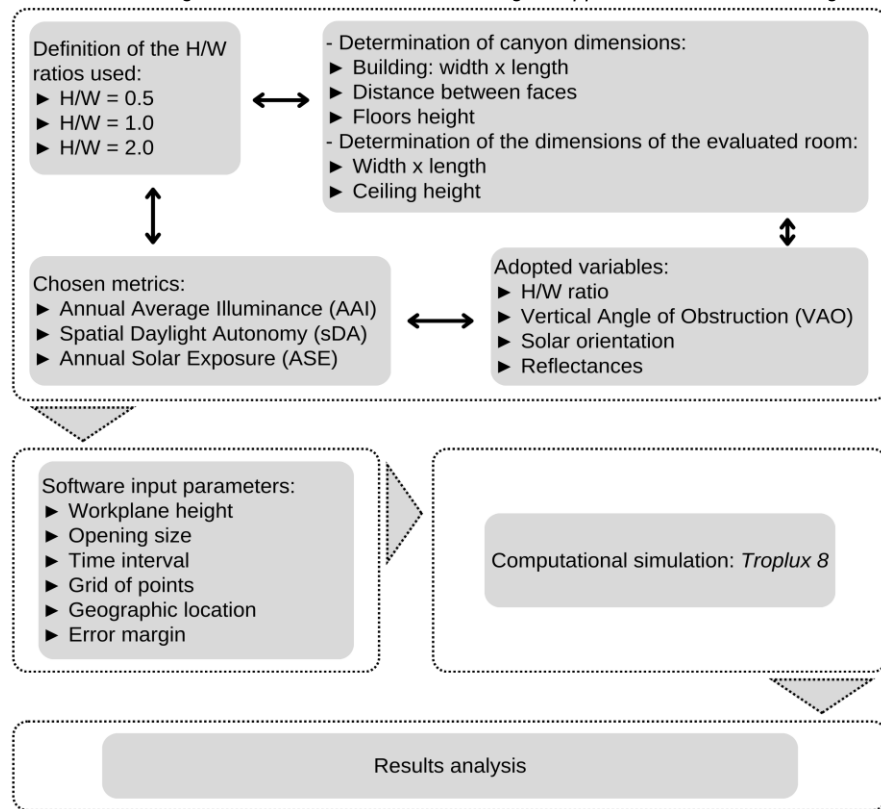 Definition of the H/W
ratios used:
► H/W = 0.5
► H/W = 1.0
► H/W = 2.0
- Determination of canyon dimensions:
► Building: width x length
► Distance between faces
► Floors height
- Determination of the dimensions of the evaluated room:
► Width x length
► Ceiling height
Chosen metrics:
► Annual Average Illuminance (AAI)
► Spatial Daylight Autonomy (sDA)
► Annual Solar Exposure (ASE)
Adopted variables:
► H/W ratio
► Vertical Angle of Obstruction (VAO)
► Solar orientation
► Reflectances
Software input parameters:
► Workplane height
► Opening size
► Time interval
► Grid of points
► Geographic location
► Error margin
Computational simulation: Troplux 8
Results analysis